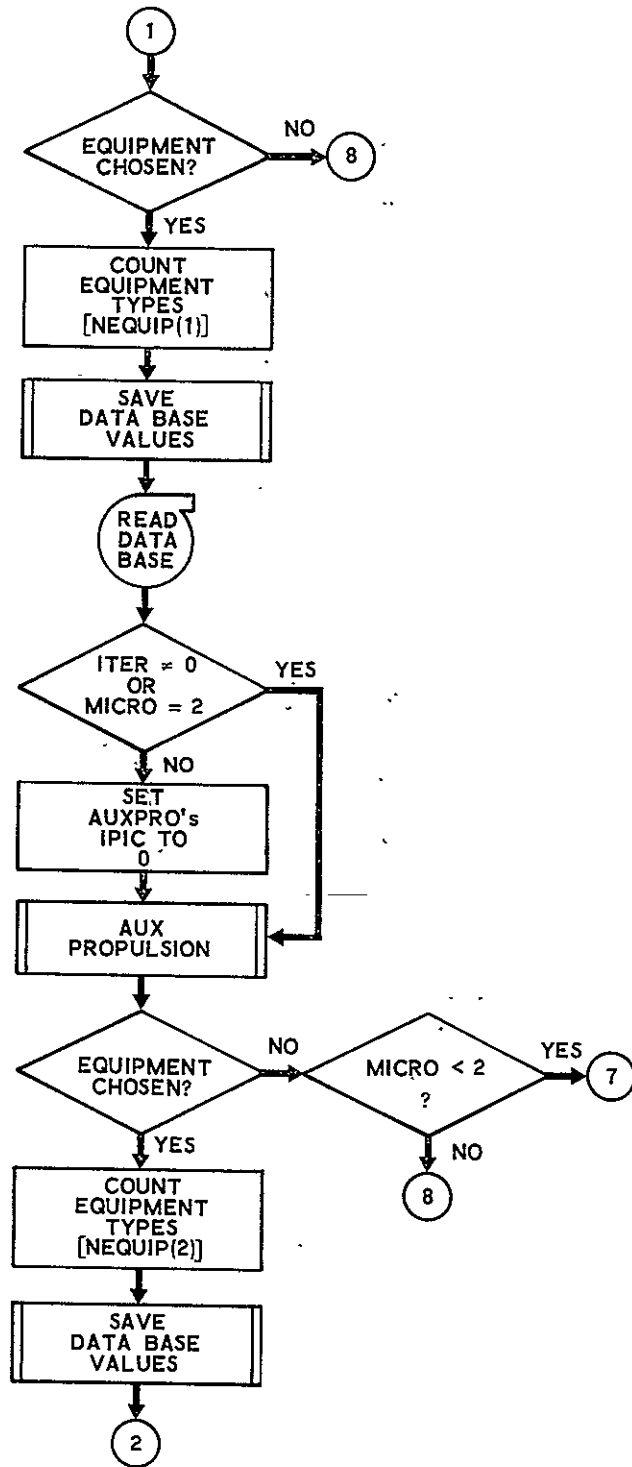 1
EQUIPMENT
CHOSEN?
NO
8
YES
COUNT
EQUIPMENT
TYPES
[NEQUIP(1)]
SAVE
DATA BASE
VALUES
READ
DATA
BASE
ITER ≠ 0
OR
MICRO = 2
YES
NO
SET
AUXPRO's
IPIC TO
0
AUX
PROPULSION
EQUIPMENT
CHOSEN?
NO
MICRO < 2
?
YES
7
NO
8
YES
COUNT
EQUIPMENT
TYPES
[NEQUIP(2)]
SAVE
DATA BASE
VALUES
2